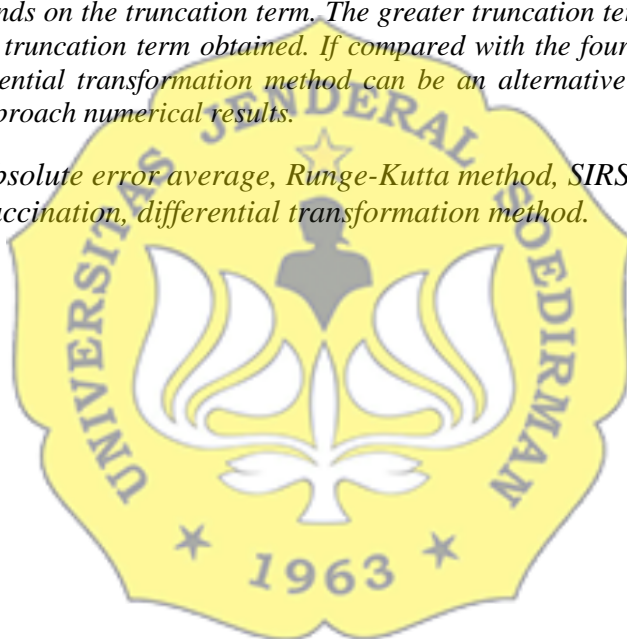 nds on the truncation term. The greater truncation te
truncation term obtained. If compared with the four
ential transformation method can be an alternative
proach numerical results.
bsolute error average, Runge-Kutta method, SIRS
accination, differential transformation method.
UNIVERSITAS JENDERAL SOEDIRMAN
1963